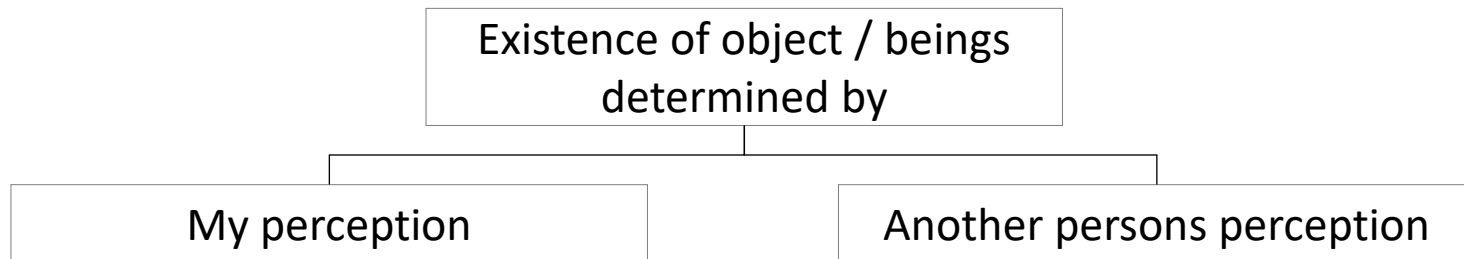 Existence of object / beings
determined by
My perception
Another persons perception